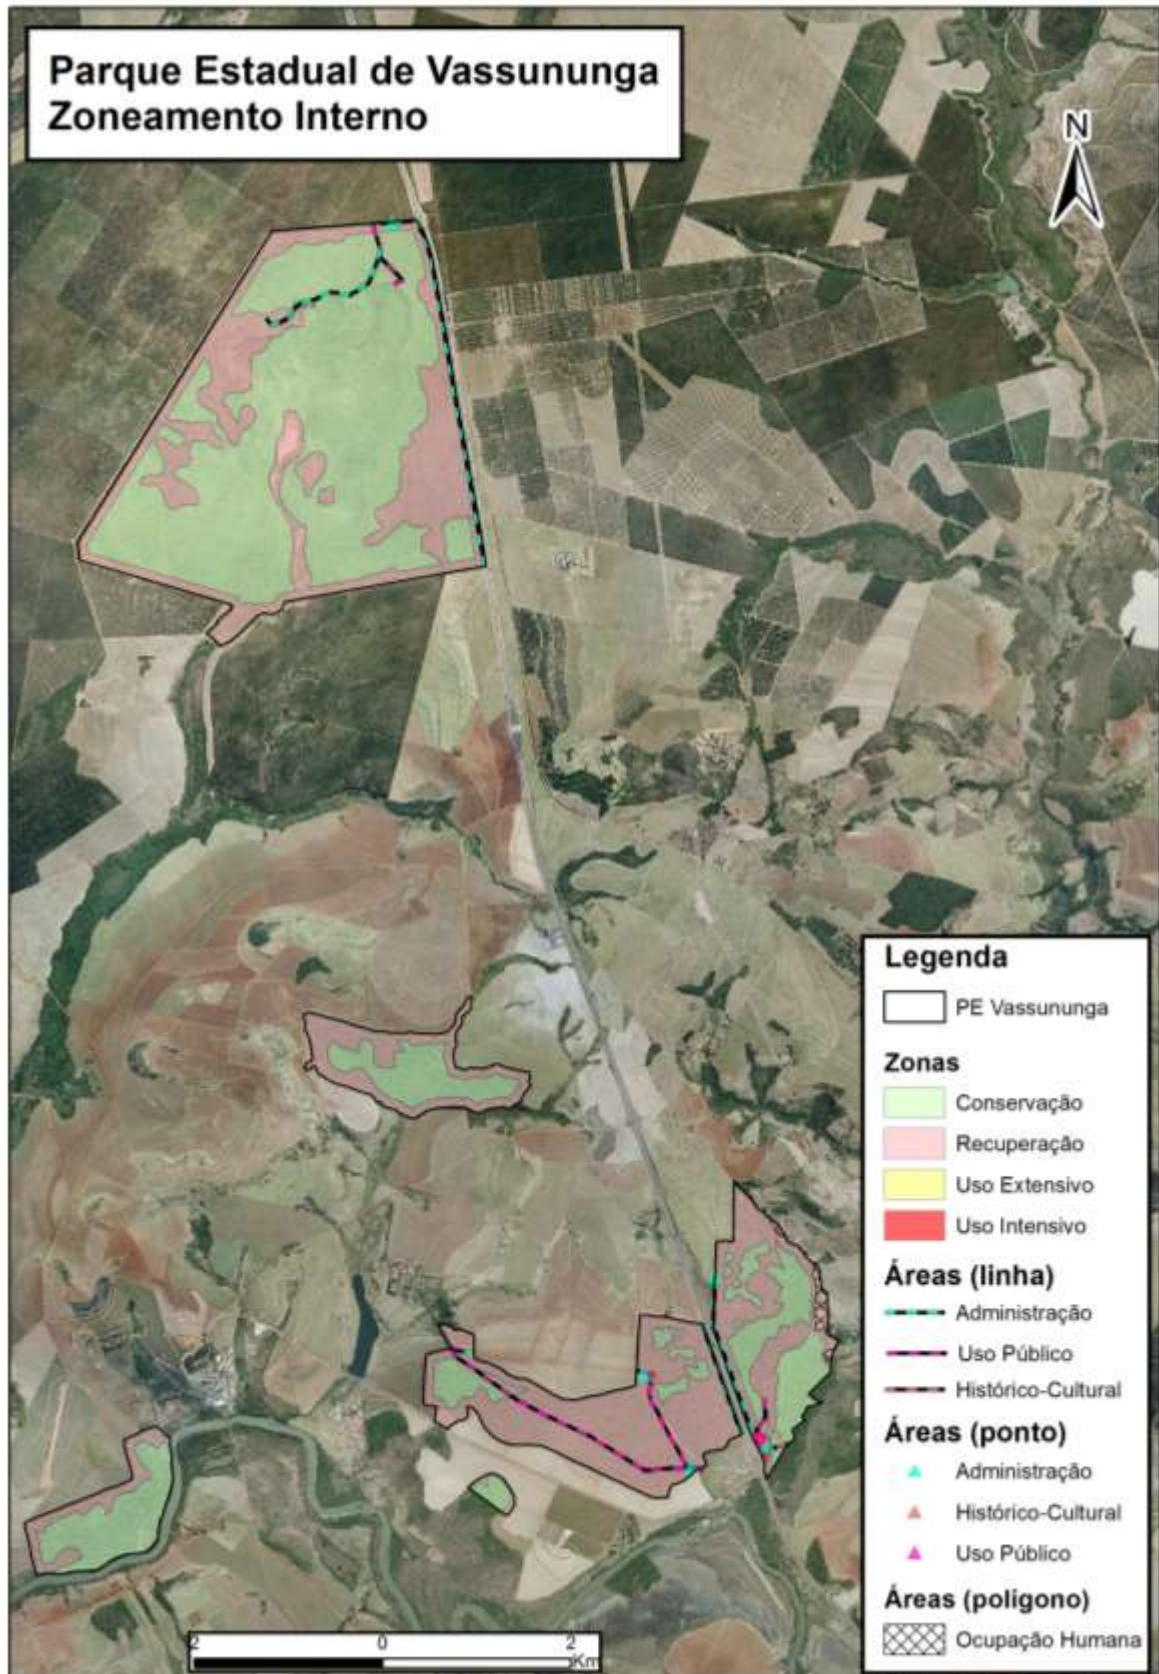 Parque Estadual de Vassununga
Zoneamento Interno
N
Legenda
PE Vassununga
Zonas
Conservação
Recuperação
Uso Extensivo
Uso Intensivo
Áreas (linha)
Administração
Uso Público
Histórico-Cultural
Áreas (ponto)
Administração
Histórico-Cultural
Uso Público
Áreas (polígono)
Ocupação Humana
2 0 2
Km